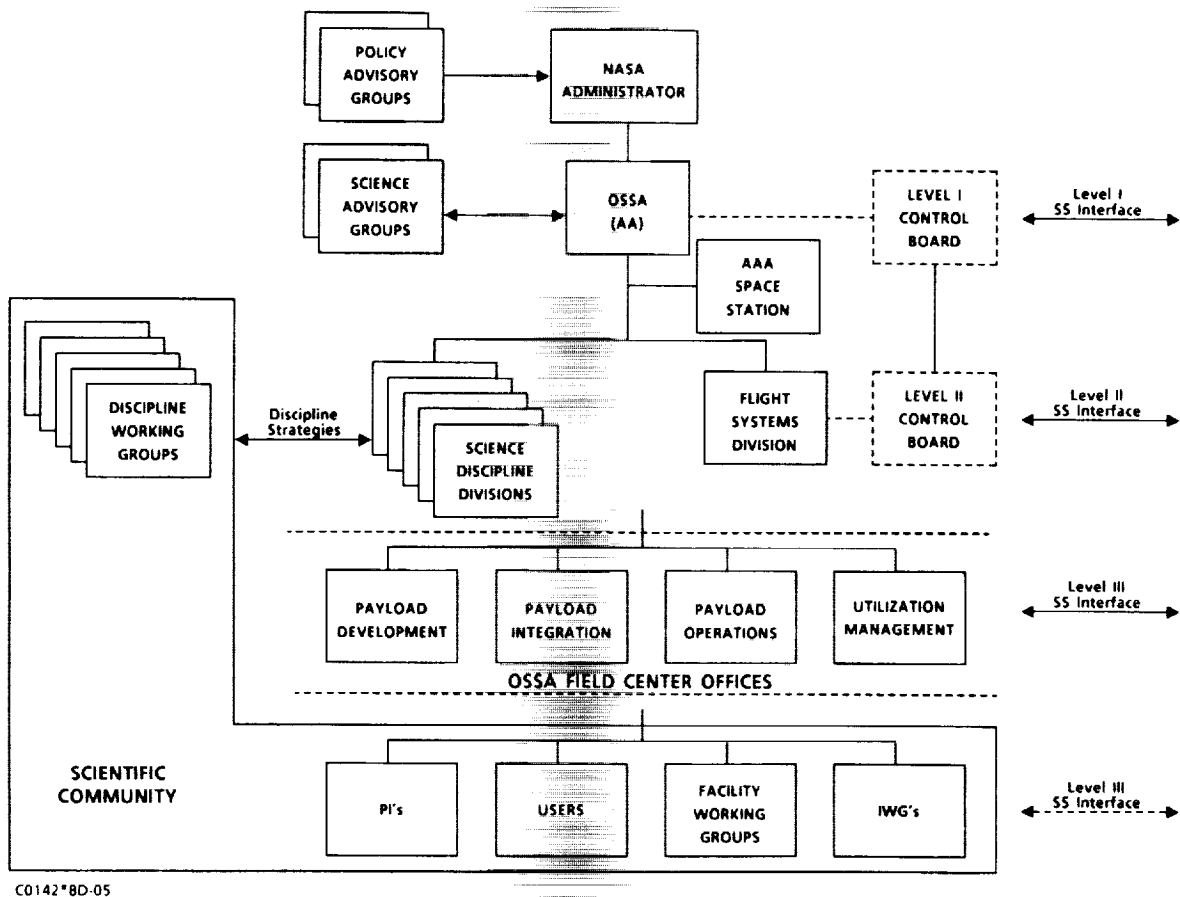 POLICY
ADVISORY
GROUPS
NASA
ADMINISTRATOR
SCIENCE
ADVISORY
GROUPS
OSSA
(AA)
LEVEL I
CONTROL
BOARD
Level I
SS Interface
AAA
SPACE
STATION
DISCIPLINE
WORKING
GROUPS
Discipline
Strategies
SCIENCE
DISCIPLINE
DIVISIONS
FLIGHT
SYSTEMS
DIVISION
LEVEL II
CONTROL
BOARD
Level II
SS Interface
PAYLOAD
DEVELOPMENT
PAYLOAD
INTEGRATION
PAYLOAD
OPERATIONS
UTILIZATION
MANAGEMENT
Level III
SS Interface
OSSA FIELD CENTER OFFICES
SCIENTIFIC
COMMUNITY
PI's
USERS
FACILITY
WORKING
GROUPS
IWG's
Level III
SS Interface
C0142*BD-05